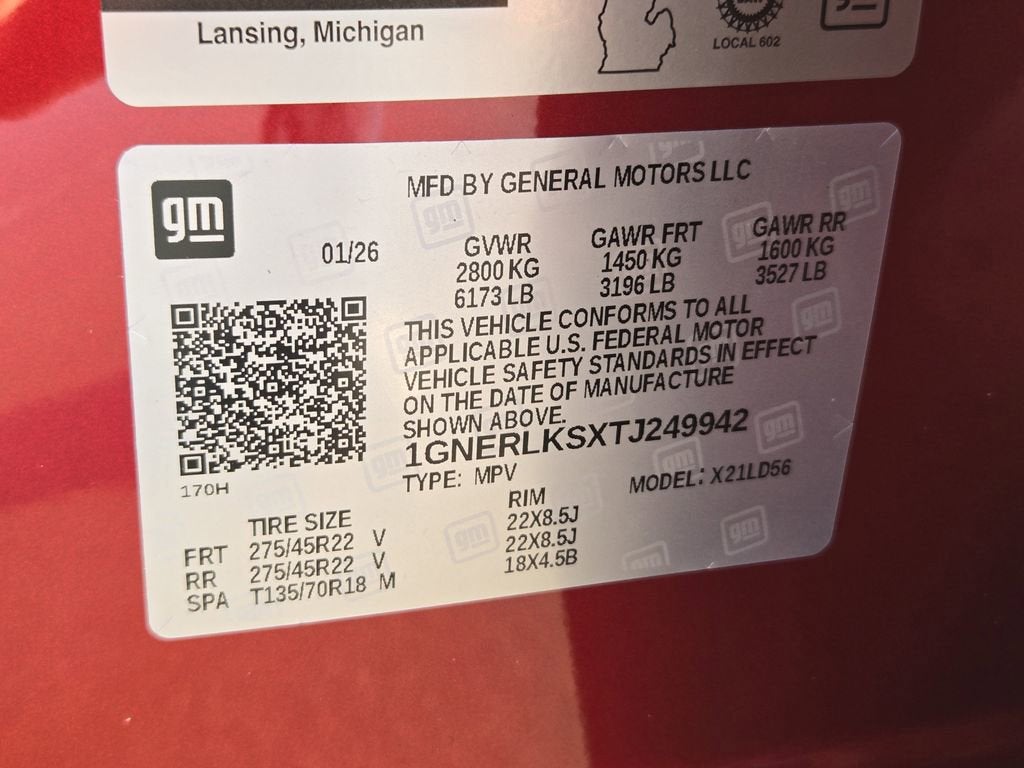 Lansing, Michigan
LOCAL 602
gm
MFD BY GENERAL MOTORS LLC
01/26
GVWR GAWR FRT GAWR RR
2800 KG 1450 KG 1600 KG
6173 LB 3196 LB 3527 LB
THIS VEHICLE CONFORMS TO ALL
APPLICABLE U.S. FEDERAL MOTOR
VEHICLE SAFETY STANDARDS IN EFFECT
ON THE DATE OF MANUFACTURE
SHOWN ABOVE.
1GNERLKSXTJ249942
TYPE: MPV MODEL: X21LD56
170H
TIRE SIZE RIM
FRT 275/45R22 V 22X8.5J
RR 275/45R22 V 22X8.5J
SPA T135/70R18 M 18X4.5B